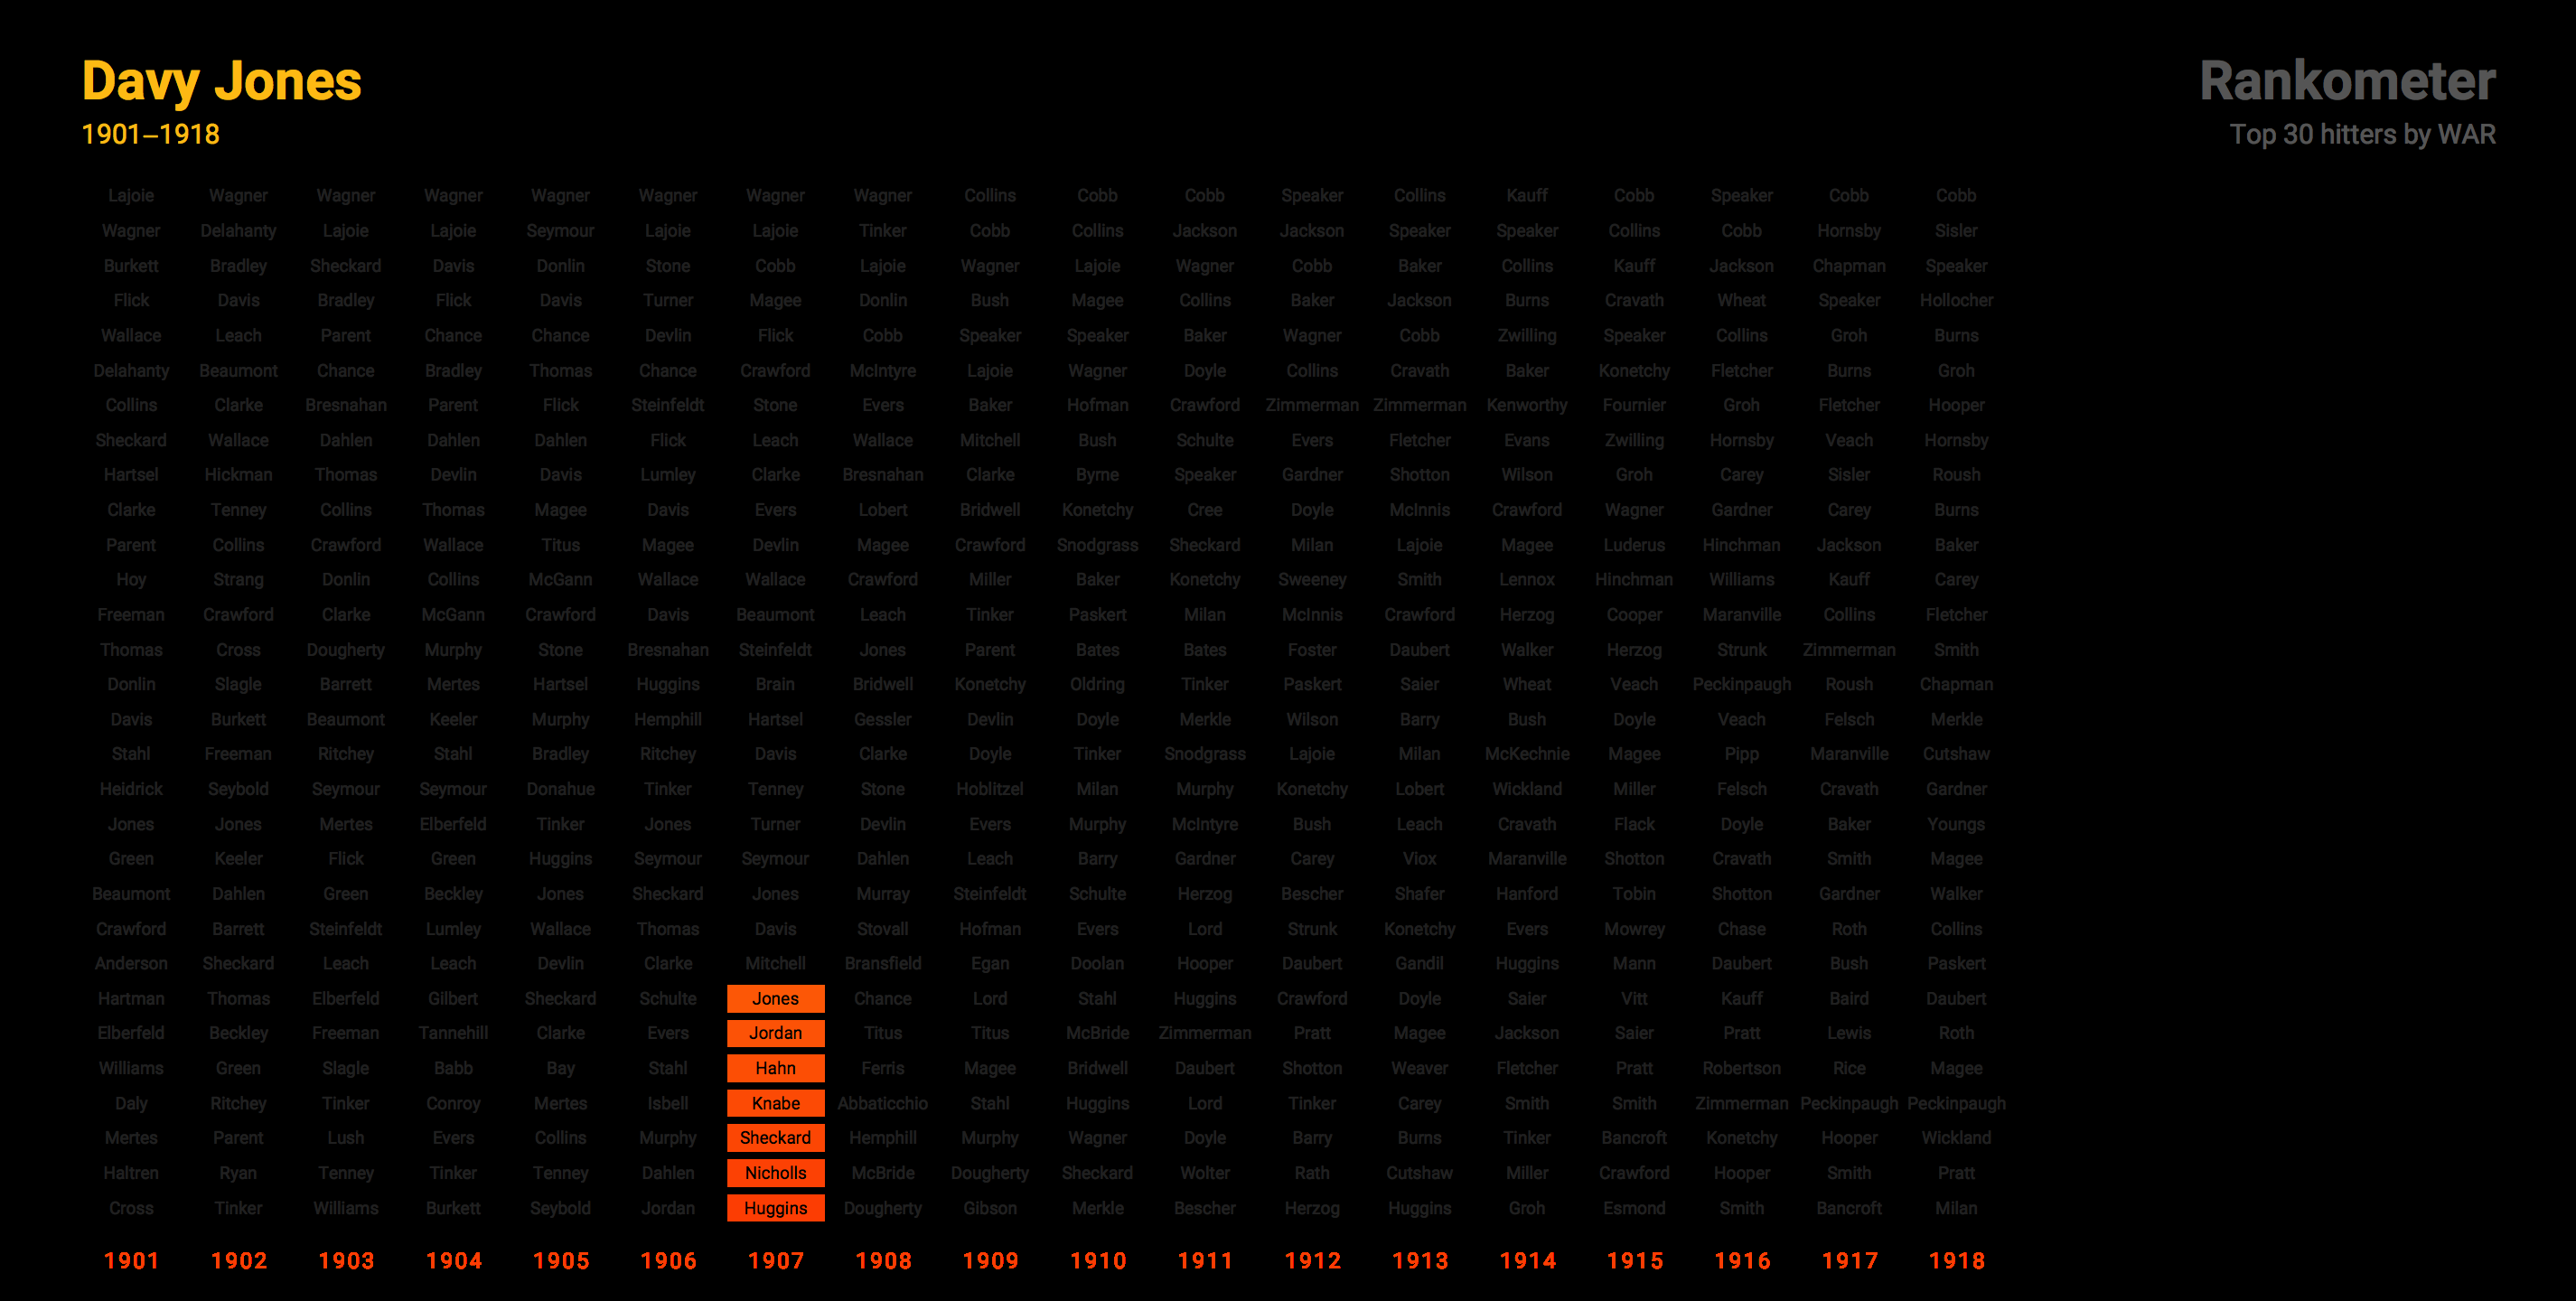 Davy Jones
Rankometer
1901–1918
Top 30 hitters by WAR
Lajoie Wagner Wagner Wagner Wagner Wagner Wagner Wagner Collins Cobb Cobb Speaker Collins Kauff Cobb Speaker Cobb Cobb
Wagner Delahanty Lajoie Lajoie Seymour Lajoie Lajoie Tinker Cobb Collins Jackson Jackson Speaker Speaker Collins Cobb Hornsby Sisler
Burkett Bradley Sheckard Davis Donlin Stone Cobb Lajoie Wagner Lajoie Wagner Cobb Baker Collins Kauff Jackson Chapman Speaker
Flick Davis Bradley Flick Davis Turner Magee Donlin Bush Magee Collins Baker Jackson Burns Cravath Wheat Speaker Hollocher
Wallace Leach Parent Chance Chance Devlin Flick Cobb Speaker Speaker Baker Wagner Cobb Zwilling Speaker Collins Groh Burns
Delahanty Beaumont Chance Bradley Thomas Chance Crawford McIntyre Lajoie Wagner Doyle Collins Cravath Baker Konetchy Fletcher Burns Groh
Collins Clarke Bresnahan Parent Flick Steinfeldt Stone Evers Baker Hofman Crawford Zimmerman Zimmerman Kenworthy Fournier Groh Fletcher Hooper
Sheckard Wallace Dahlen Dahlen Dahlen Flick Leach Wallace Mitchell Bush Schulte Evers Fletcher Evans Zwilling Hornsby Veach Hornsby
Hartsel Hickman Thomas Devlin Davis Lumley Clarke Bresnahan Clarke Byrne Speaker Gardner Shotton Wilson Groh Carey Sisler Roush
Clarke Tenney Collins Thomas Magee Davis Evers Lobert Bridwell Konetchy Cree Doyle McInnis Crawford Wagner Gardner Carey Burns
Parent Collins Crawford Wallace Titus Magee Devlin Magee Crawford Snodgrass Sheckard Milan Lajoie Magee Luderus Hinchman Jackson Baker
Hoy Strang Donlin Collins McGann Wallace Wallace Crawford Miller Baker Konetchy Sweeney Smith Lennox Hinchman Williams Kauff Carey
Freeman Crawford Clarke McGann Crawford Davis Beaumont Leach Tinker Paskert Milan McInnis Crawford Herzog Cooper Maranville Collins Fletcher
Thomas Cross Dougherty Murphy Stone Bresnahan Steinfeldt Jones Parent Bates Bates Foster Daubert Walker Herzog Strunk Zimmerman Smith
Donlin Slagle Barrett Mertes Hartsel Huggins Brain Bridwell Konetchy Oldring Tinker Paskert Saier Wheat Veach Peckinpaugh Roush Chapman
Davis Burkett Beaumont Keeler Murphy Hemphill Hartsel Gessler Devlin Doyle Merkle Wilson Barry Bush Doyle Veach Felsch Merkle
Stahl Freeman Ritchey Stahl Bradley Ritchey Davis Clarke Doyle Tinker Snodgrass Lajoie Milan McKechnie Magee Pipp Maranville Cutshaw
Heidrick Seybold Seymour Seymour Donahue Tinker Tenney Stone Hoblitzel Milan Murphy Konetchy Lobert Wickland Miller Felsch Cravath Gardner
Jones Jones Mertes Elberfeld Tinker Jones Turner Devlin Evers Murphy McIntyre Bush Leach Cravath Flack Doyle Baker Youngs
Green Keeler Flick Green Huggins Seymour Seymour Dahlen Leach Barry Gardner Carey Viox Maranville Shotton Cravath Smith Magee
Beaumont Dahlen Green Beckley Jones Sheckard Jones Murray Steinfeldt Schulte Herzog Bescher Shafer Hanford Tobin Shotton Gardner Walker
Crawford Barrett Steinfeldt Lumley Wallace Thomas Davis Stovall Hofman Evers Lord Strunk Konetchy Evers Mowrey Chase Roth Collins
Anderson Sheckard Leach Leach Devlin Clarke Mitchell Bransfield Egan Doolan Hooper Daubert Gandil Huggins Mann Daubert Bush Paskert
Hartman Thomas Elberfeld Gilbert Sheckard Schulte Jones Chance Lord Stahl Huggins Crawford Doyle Saier Vitt Kauff Baird Daubert
Elberfeld Beckley Freeman Tannehill Clarke Evers Jordan Titus Titus McBride Zimmerman Pratt Magee Jackson Saier Pratt Lewis Roth
Williams Green Slagle Babb Bay Stahl Hahn Ferris Magee Bridwell Daubert Shotton Weaver Fletcher Pratt Robertson Rice Magee
Daly Ritchey Tinker Conroy Mertes Isbell Knabe Abbaticchio Stahl Huggins Lord Tinker Carey Smith Smith Zimmerman Peckinpaugh Peckinpaugh
Mertes Parent Lush Evers Collins Murphy Sheckard Hemphill Murphy Wagner Doyle Barry Burns Tinker Bancroft Konetchy Hooper Wickland
Haltren Ryan Tenney Tinker Tenney Dahlen Nicholls McBride Dougherty Sheckard Wolter Rath Cutshaw Miller Crawford Hooper Smith Pratt
Cross Tinker Williams Burkett Seybold Jordan Huggins Dougherty Gibson Merkle Bescher Herzog Huggins Groh Esmond Smith Bancroft Milan
1901 1902 1903 1904 1905 1906 1907 1908 1909 1910 1911 1912 1913 1914 1915 1916 1917 1918